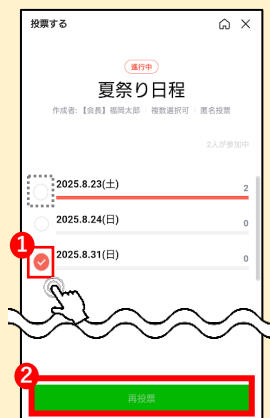 投票する
進行中
夏祭り日程
作成者:【会長】福岡太郎 複数選択可 匿名投票
2人が参加中
2025.8.23(土) 2
2025.8.24(日) 0
1
2025.8.31(日) 0
2
再投票